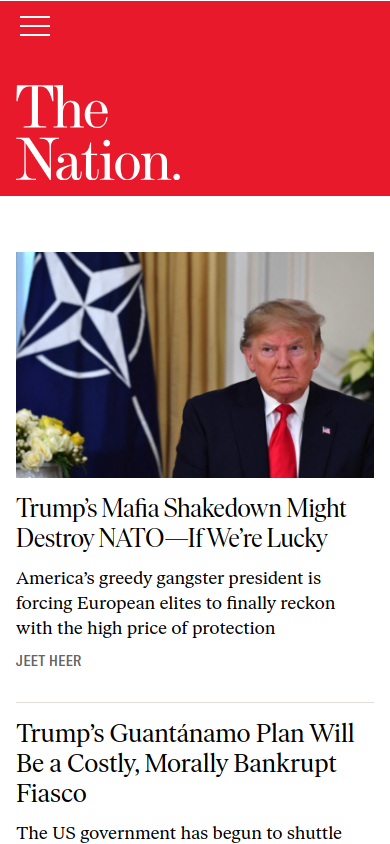 The
Nation.
Trump's Mafia Shakedown Might
Destroy NATO—If We're Lucky
America's greedy gangster president is
forcing European elites to finally reckon
with the high price of protection
JEET HEER
Trump's Guantánamo Plan Will
Be a Costly, Morally Bankrupt
Fiasco
The US government has begun to shuttle